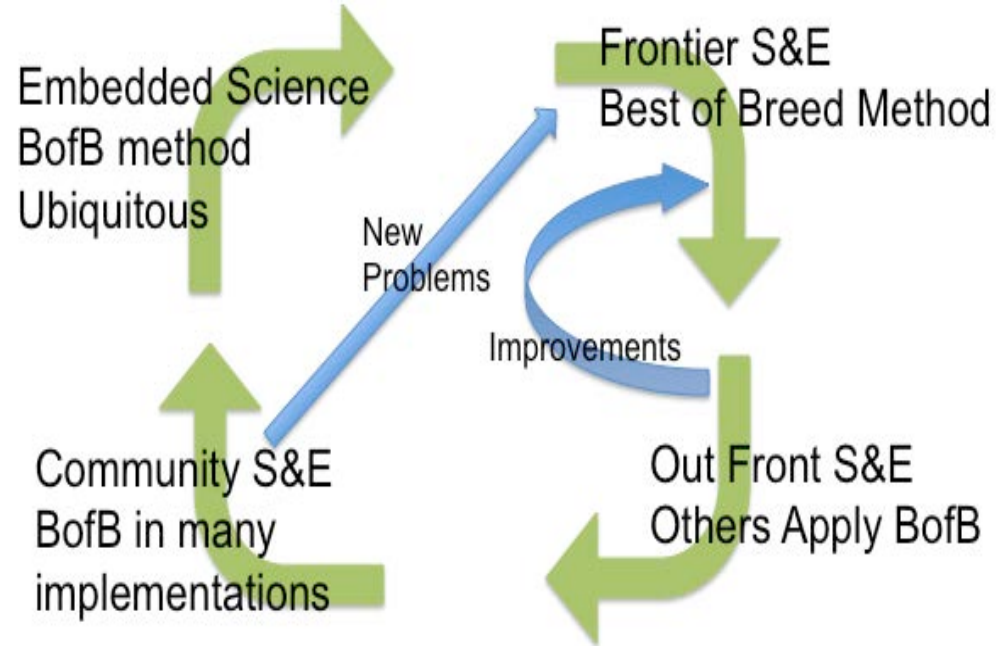 Embedded Science
BofB method
Ubiquitous
Frontier S&E
Best of Breed Method
New
Problems
Improvements
Community S&E
BofB in many
implementations
Out Front S&E
Others Apply BofB